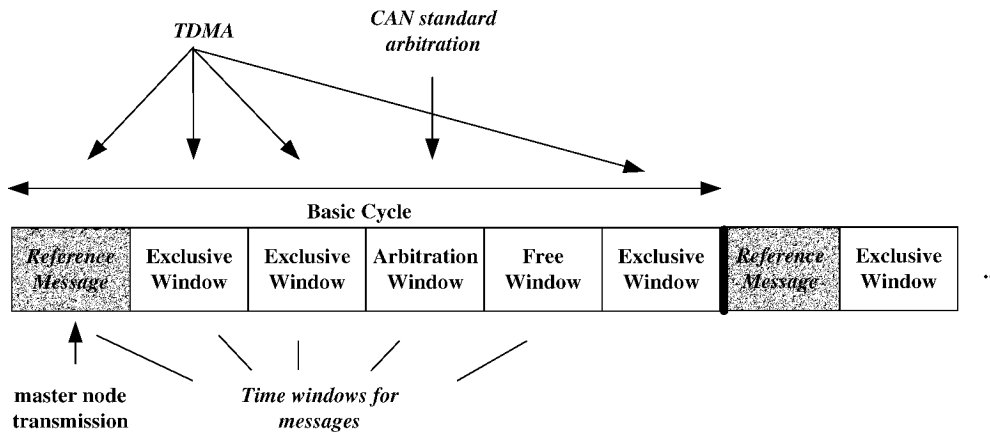 TDMA
CAN standard
arbitration
Basic Cycle
Reference
Message
Exclusive
Window
Exclusive
Window
Arbitration
Window
Free
Window
Exclusive
Window
Reference
Message
Exclusive
Window
.
master node
transmission
Time windows for
messages